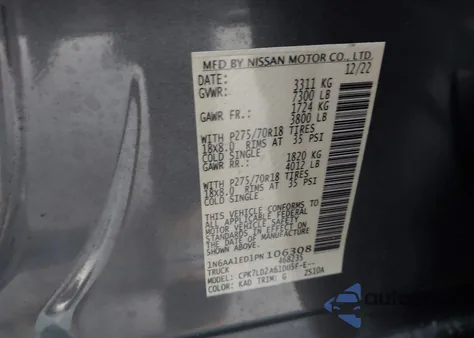 MFD BY NISSAN MOTOR CO., LTD.
DATE: 12/22
GVWR: 3311 KG
7300 LB
GAWR FR.: 1724 KG
3800 LB
WITH P275/70R18 TIRES
18x8.0 RIMS AT 35 PSI
COLD SINGLE
GAWR RR.: 1820 KG
4012 LB
WITH P275/70R18 TIRES
18x8.0 RIMS AT 35 PSI
COLD SINGLE
THIS VEHICLE CONFORMS TO
ALL APPLICABLE FEDERAL
MOTOR VEHICLE SAFETY
STANDARDS IN EFFECT ON THE
DATE OF MANUFACTURE SHOWN
ABOVE.
1N6AA1ED1PN106308
TRUCK 468235
MODEL:
COLOR: KAD TRIM: G ZSIDA